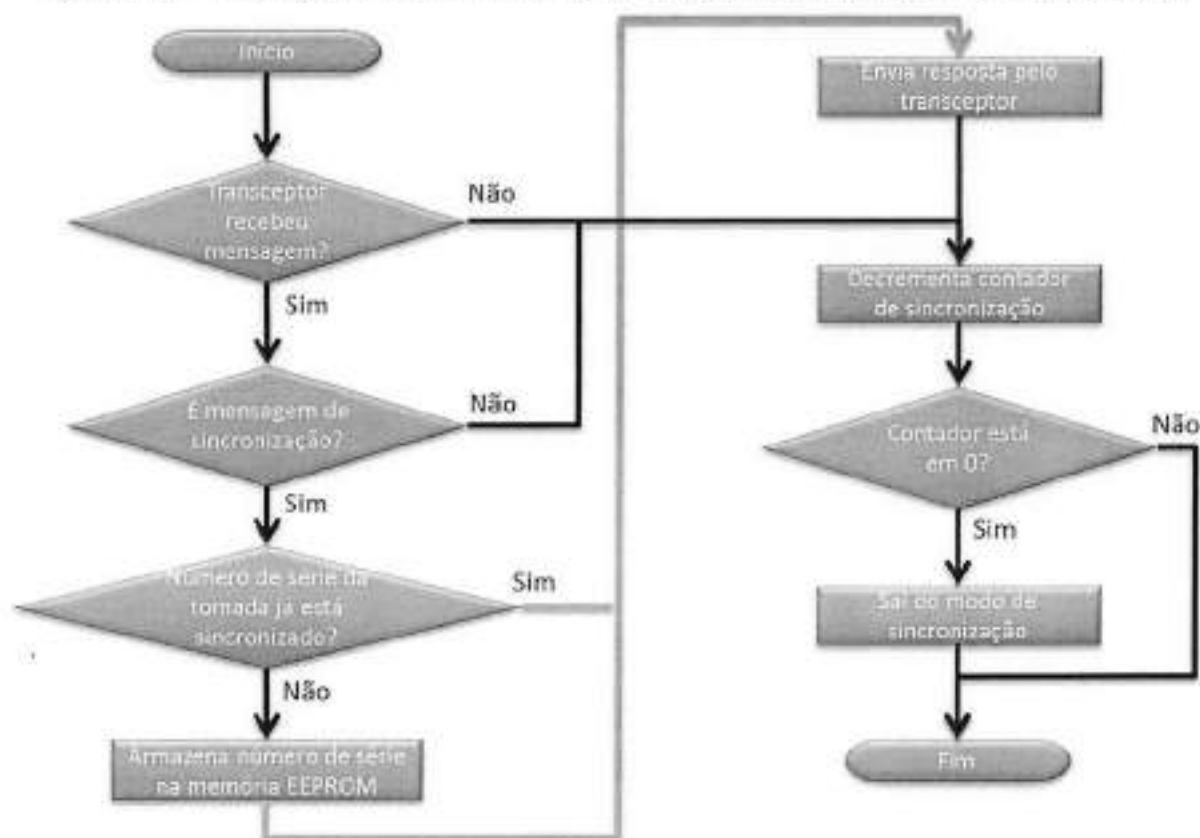 Início
Transceptor
recebeu
mensagem?
Não
Sim
É mensagem de
sincronização?
Não
Sim
Número de série da
tomada já está
sincronizado?
Sim
Não
Armazena número de série
na memória EEPROM
Envia resposta pelo
transceptor
Decrementa contador
de sincronização
Contador está
em 0?
Não
Sim
Sai do modo de
sincronização
Fim